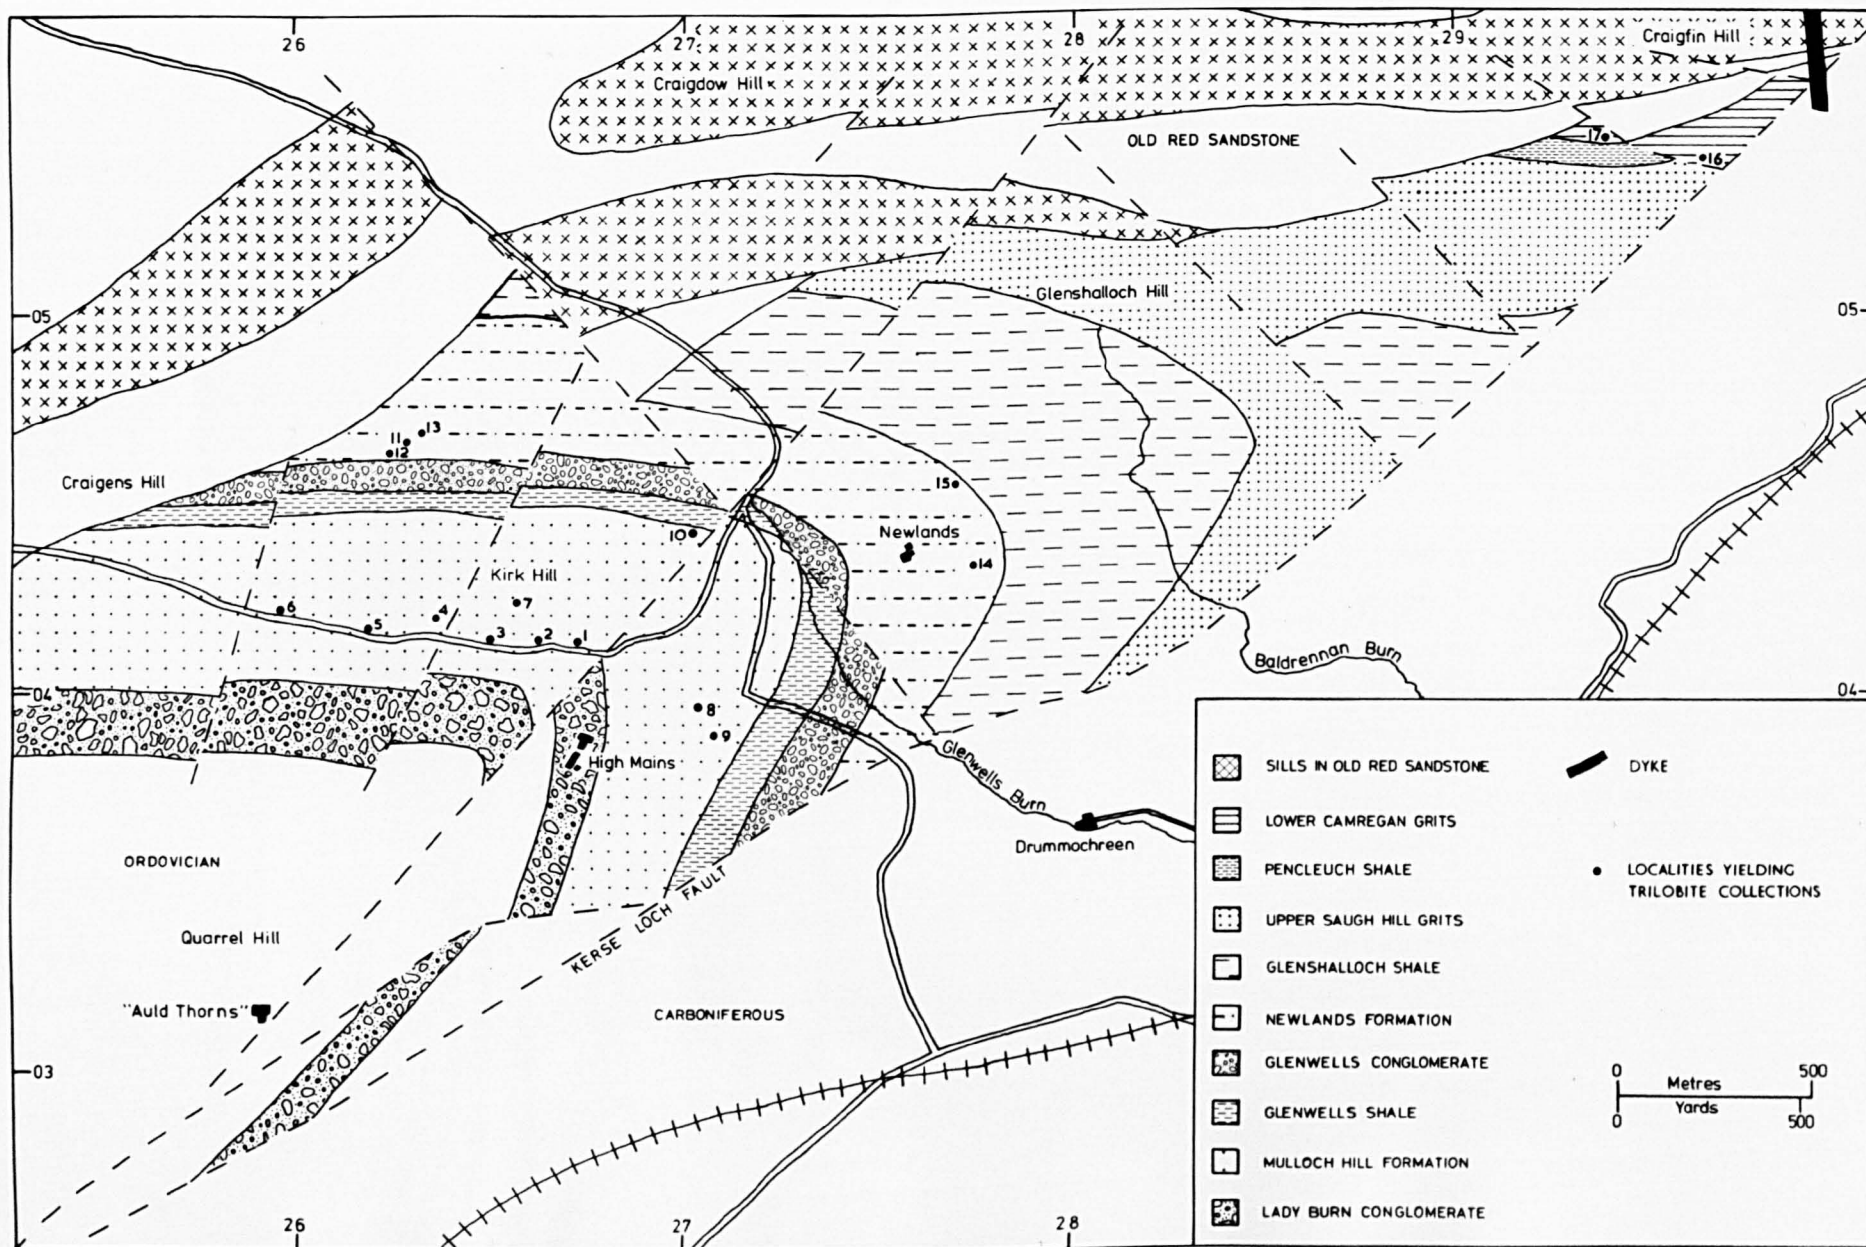 26
27
28
29
Craigfin Hill
Craigdow Hill
OLD RED SANDSTONE
17
16
05
Glenshalloch Hill
05
13
11
12
Craigens Hill
15
Newlands
10
14
Kirk Hill
7
6
5
4
3
2
1
Baldrennan Burn
04
04
8
9
High Mains
Glenwells Burn
Drummochreen
ORDOVICIAN
KERSE LOCH FAULT
Quarrel Hill
"Auld Thorns"
CARBONIFEROUS
03
26
27
28
SILLS IN OLD RED SANDSTONE
DYKE
LOWER CAMREGAN GRITS
PENCLEUCH SHALE
LOCALITIES YIELDING
TRILOBITE COLLECTIONS
UPPER SAUGH HILL GRITS
GLENSHALLOCH SHALE
NEWLANDS FORMATION
GLENWELLS CONGLOMERATE
GLENWELLS SHALE
MULLOCH HILL FORMATION
LADY BURN CONGLOMERATE
0 500
Metres
Yards
0 500